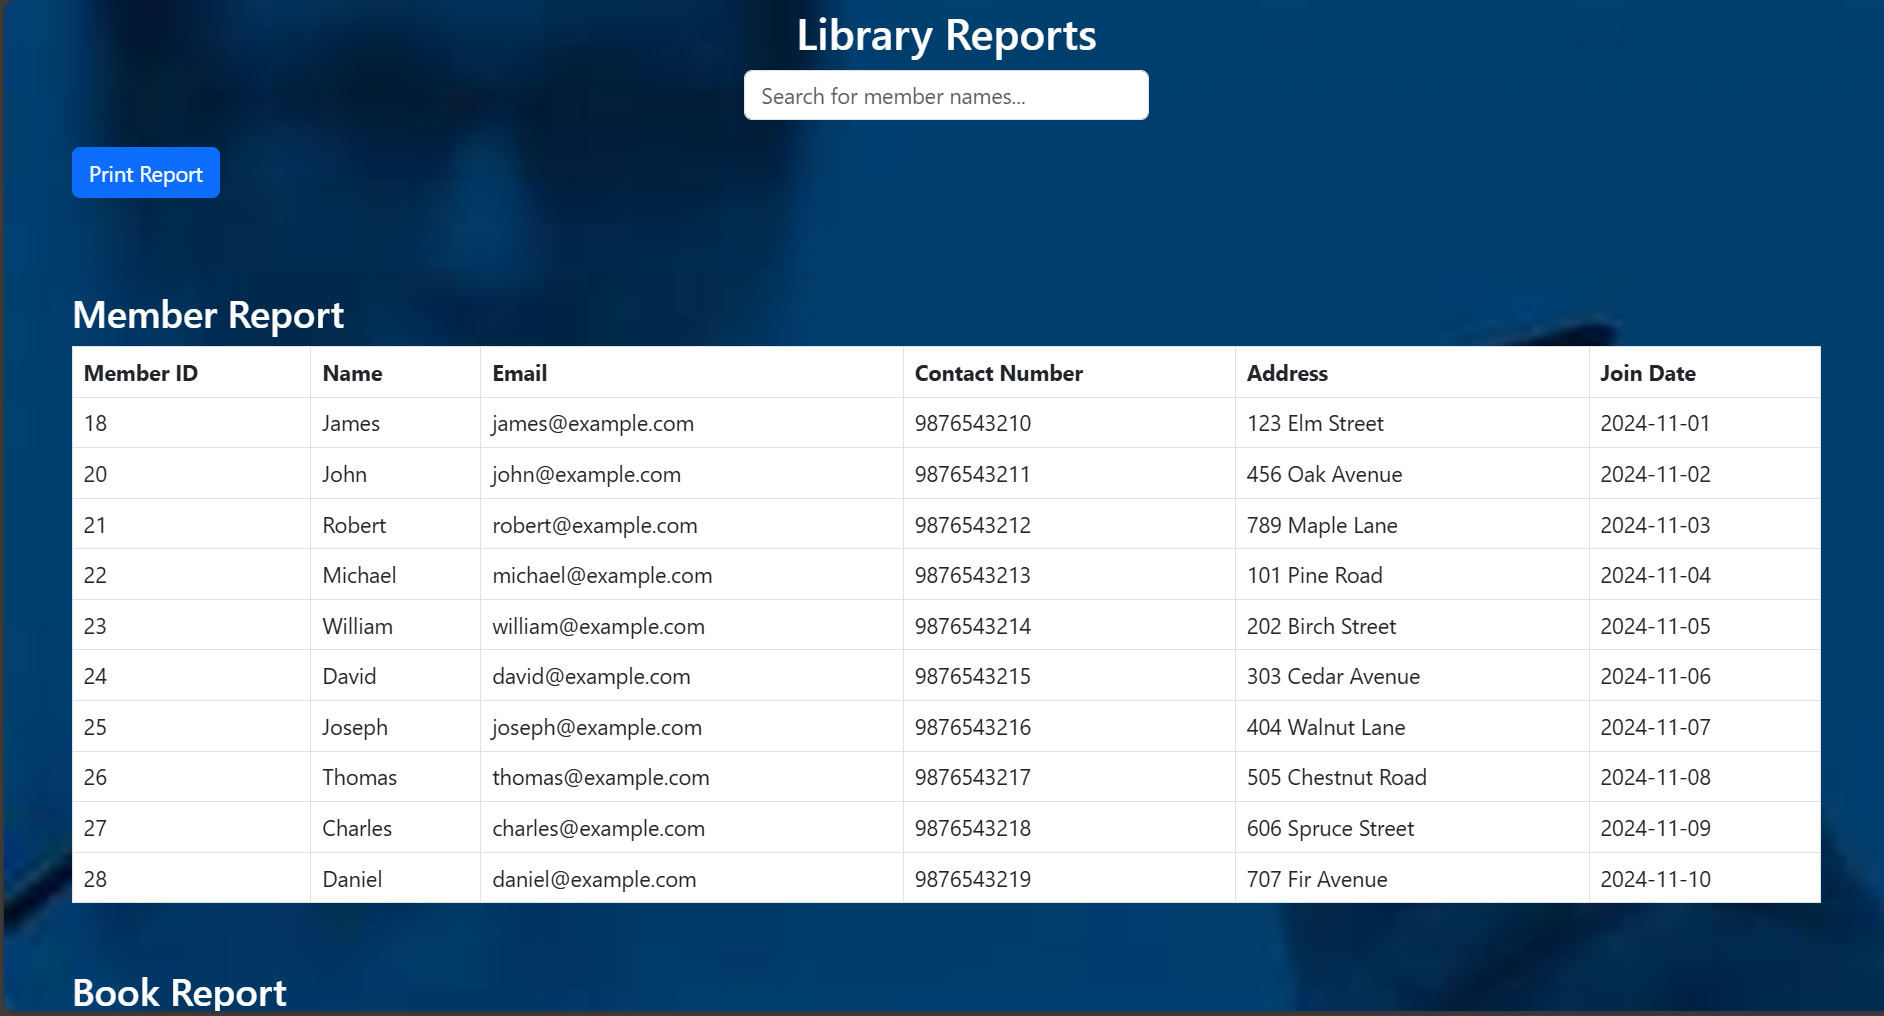 Library Reports
Search for member names...
Print Report
Member Report
Member ID Name Email Contact Number Address Join Date
18 James james@example.com 9876543210 123 Elm Street 2024-11-01
20 John john@example.com 9876543211 456 Oak Avenue 2024-11-02
21 Robert robert@example.com 9876543212 789 Maple Lane 2024-11-03
22 Michael michael@example.com 9876543213 101 Pine Road 2024-11-04
23 William william@example.com 9876543214 202 Birch Street 2024-11-05
24 David david@example.com 9876543215 303 Cedar Avenue 2024-11-06
25 Joseph joseph@example.com 9876543216 404 Walnut Lane 2024-11-07
26 Thomas thomas@example.com 9876543217 505 Chestnut Road 2024-11-08
27 Charles charles@example.com 9876543218 606 Spruce Street 2024-11-09
28 Daniel daniel@example.com 9876543219 707 Fir Avenue 2024-11-10
Book Report